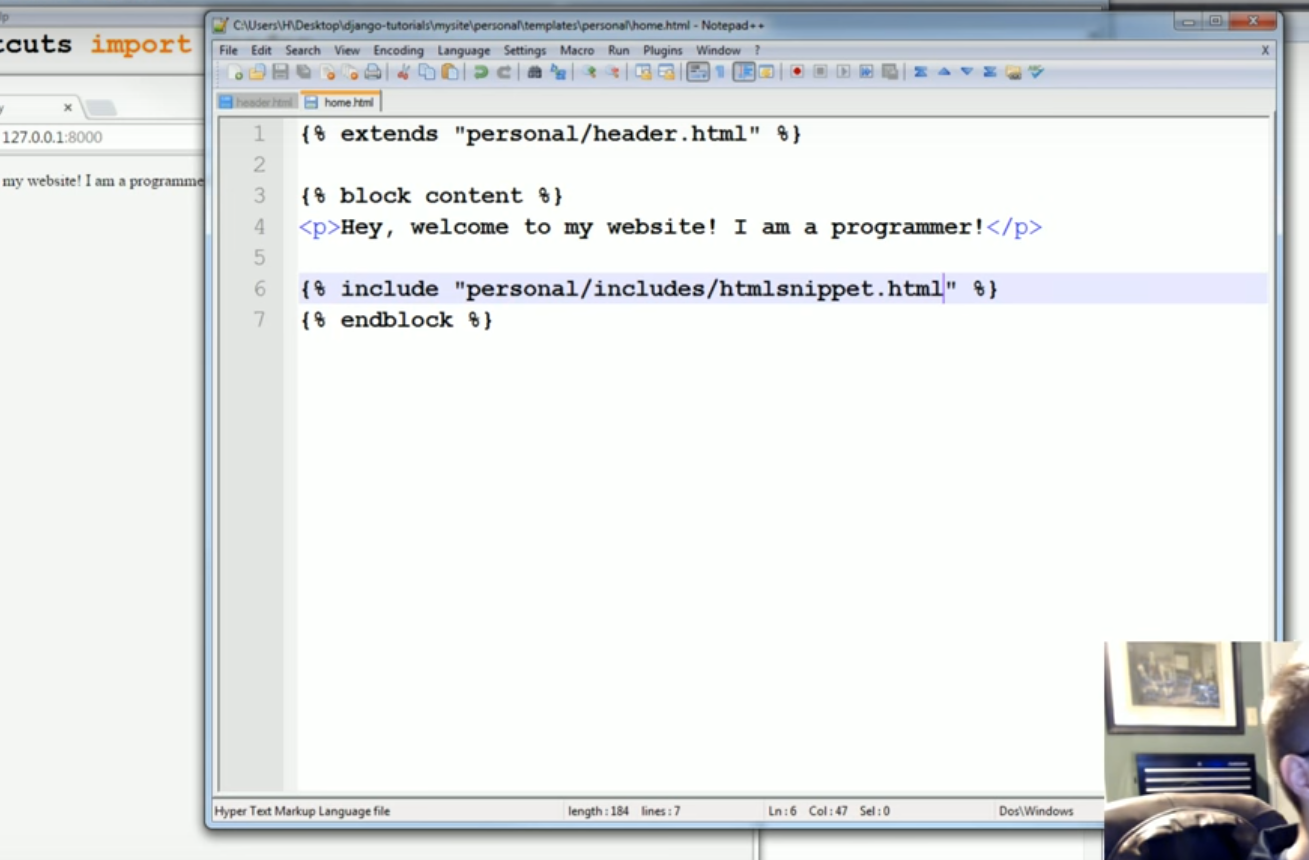 C:\Users\H\Desktop\django-tutorials\mysite\personal\templates\personal\home.html - Notepad++
tcuts import
File Edit Search View Encoding Language Settings Macro Run Plugins Window ? X
header.html home.html
127.0.0.1:8000
my website! I am a programme
1 {% extends "personal/header.html" %}
2
3 {% block content %}
4 <p>Hey, welcome to my website! I am a programmer!</p>
5
6 {% include "personal/includes/htmlsnippet.html" %}
7 {% endblock %}
Hyper Text Markup Language file length : 184 lines : 7 Ln : 6 Col : 47 Sel : 0 Dos\Windows